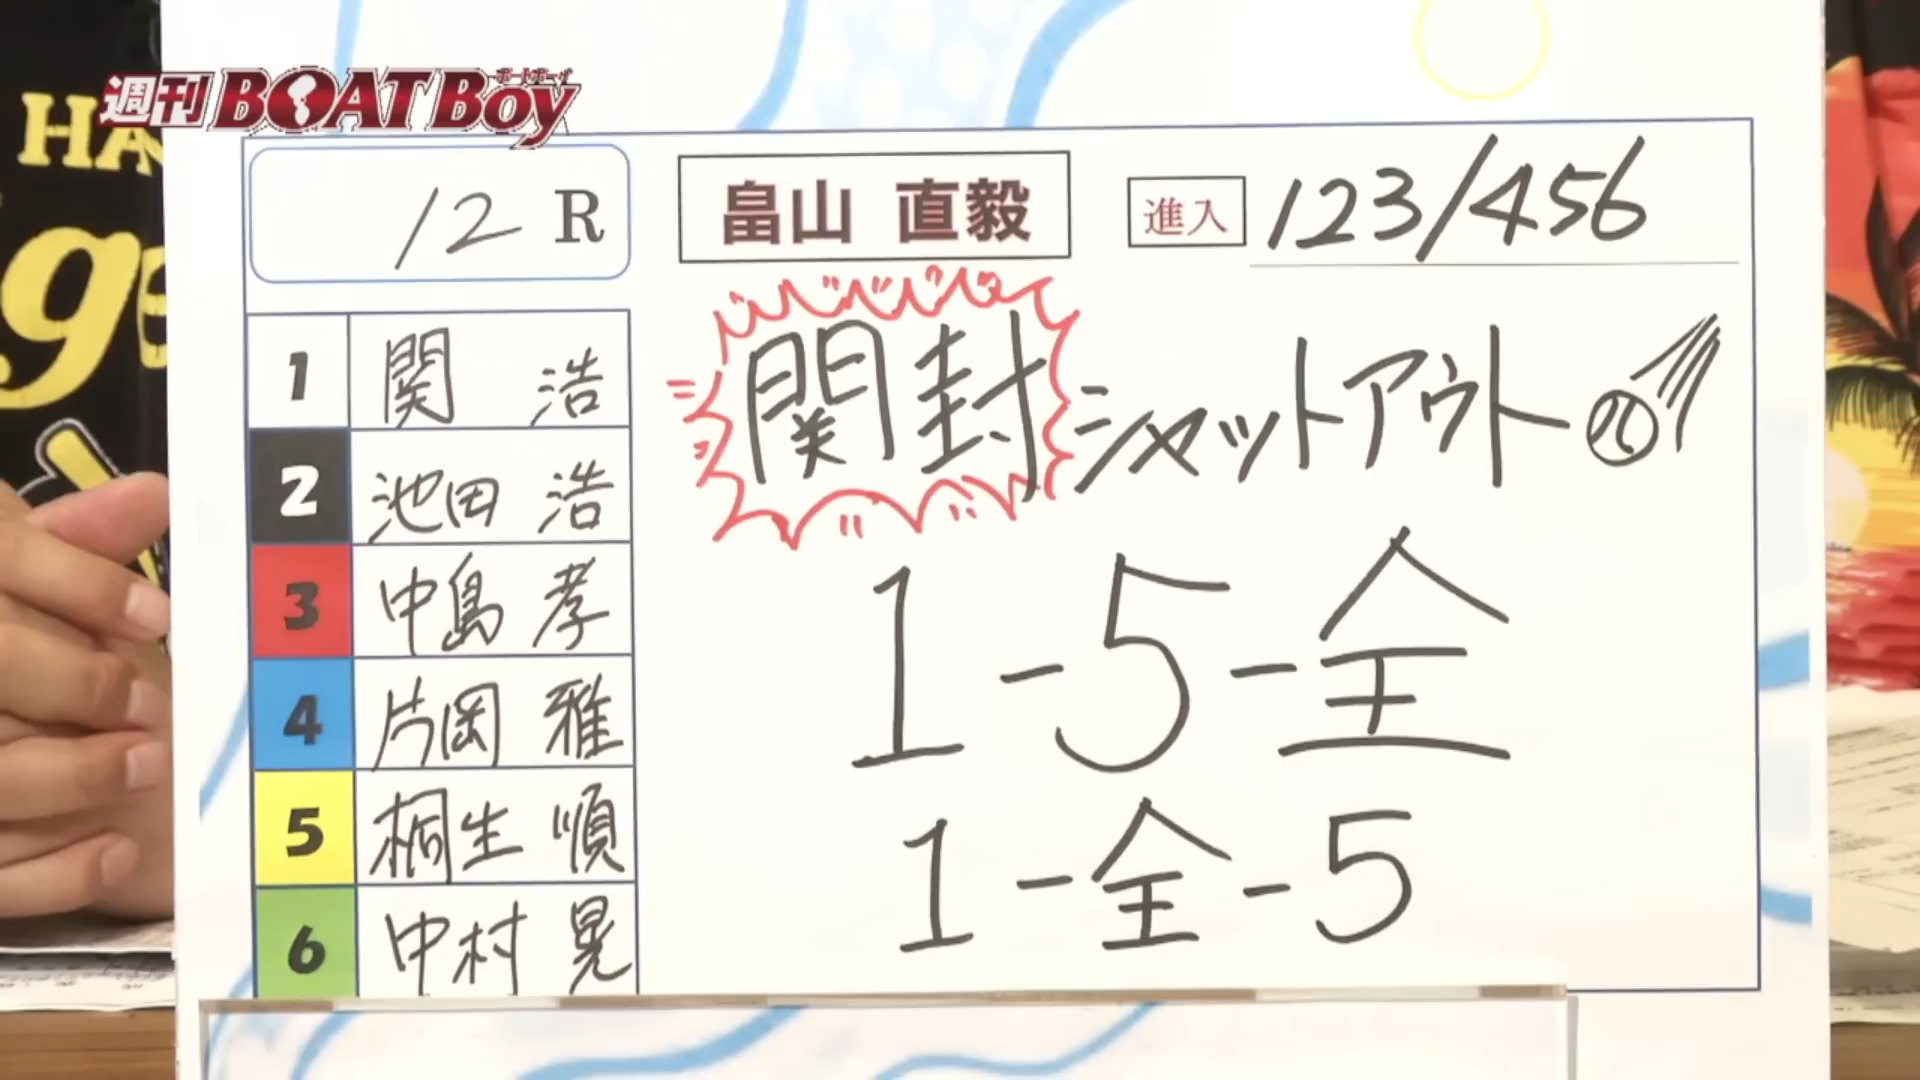 週刊BOATBoy
ボートボーイ
HA
ge
12R
畠山 直毅
進入 123/456
1 関 浩
2 池田 浩
3 中島 孝
4 片岡 雅
5 桐生 順
6 中村 晃
関封シャットアウト
1-5-全
1-全-5